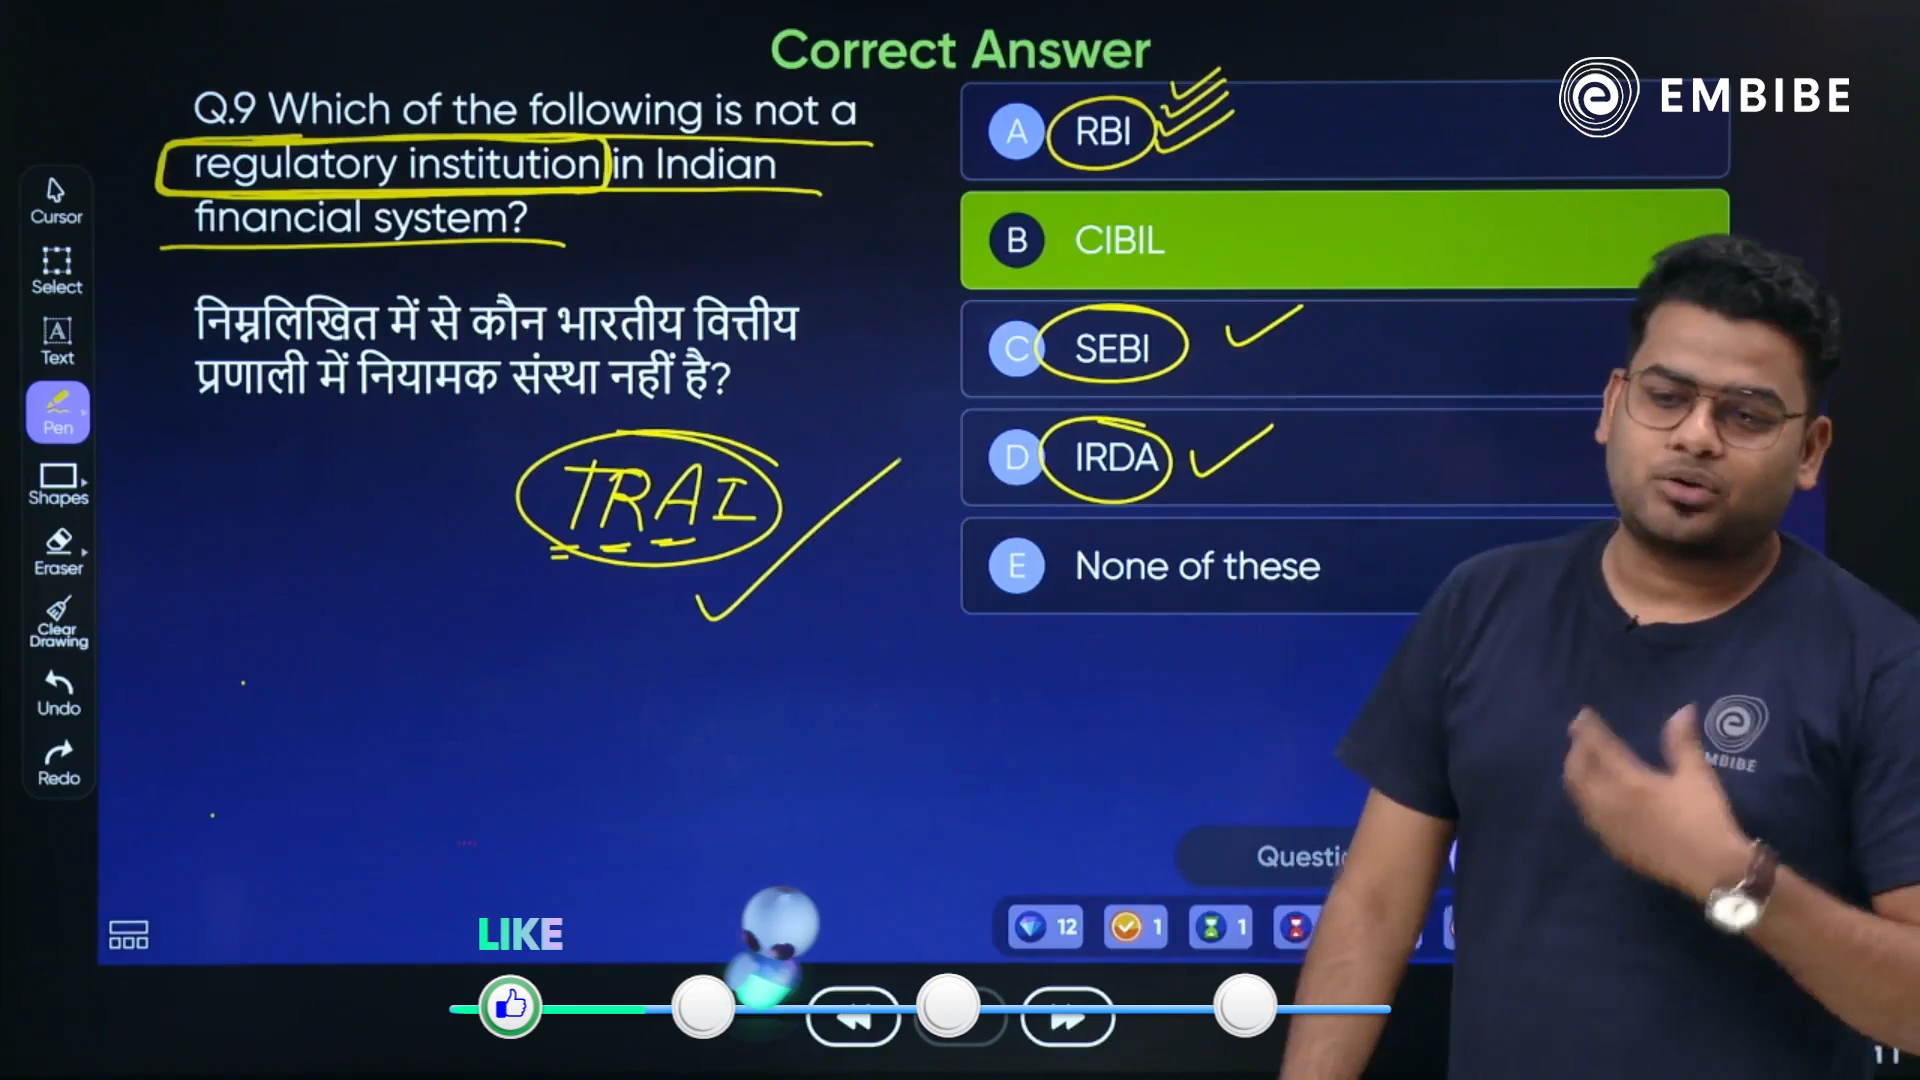 Correct Answer
EMBIBE
Q.9 Which of the following is not a
regulatory institution in Indian
financial system?
निम्नलिखित में से कौन भारतीय वित्तीय
प्रणाली में नियामक संस्था नहीं है?
TRAI
A RBI
B CIBIL
C SEBI
D IRDA
E None of these
Cursor
Select
A
Text
Pen
Shapes
Eraser
Clear
Drawing
Undo
Redo
12
1
1
LIKE